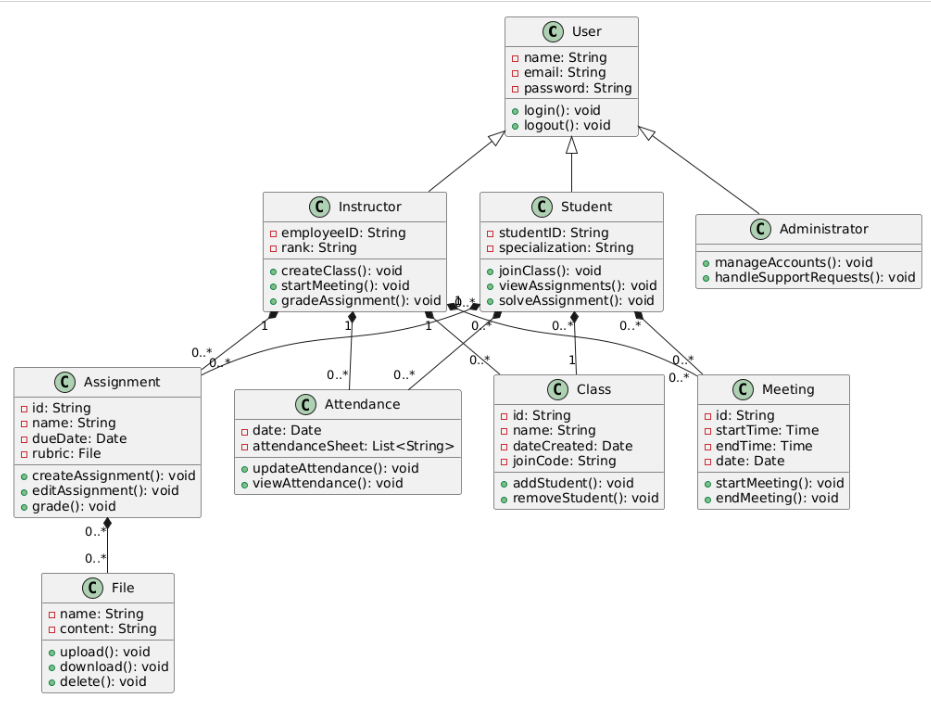 C User
name: String
email: String
password: String
login(): void
logout(): void
C Instructor
employeeID: String
rank: String
createClass(): void
startMeeting(): void
gradeAssignment(): void
C Student
studentID: String
specialization: String
joinClass(): void
viewAssignments(): void
solveAssignment(): void
C Administrator
manageAccounts(): void
handleSupportRequests(): void
1
0..*
1
0..*
1
0..*
1
0..*
0..*
0..*
0..*
0..*
0..*
1
0..*
0..*
C Assignment
id: String
name: String
dueDate: Date
rubric: File
createAssignment(): void
editAssignment(): void
grade(): void
C Attendance
date: Date
attendanceSheet: List<String>
updateAttendance(): void
viewAttendance(): void
C Class
id: String
name: String
dateCreated: Date
joinCode: String
addStudent(): void
removeStudent(): void
C Meeting
id: String
startTime: Time
endTime: Time
date: Date
startMeeting(): void
endMeeting(): void
0..*
0..*
C File
name: String
content: String
upload(): void
download(): void
delete(): void